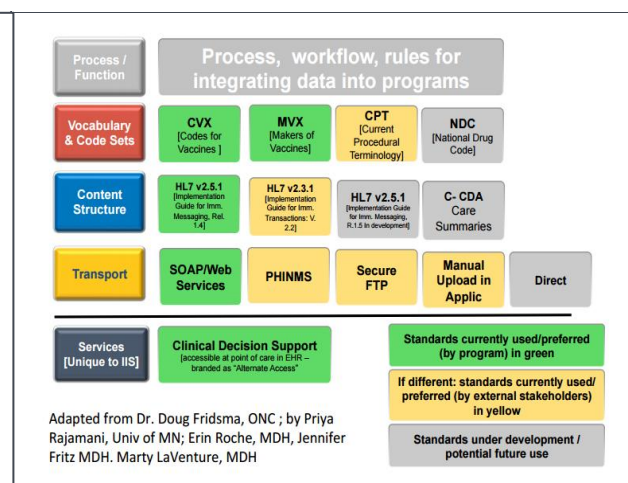 Process /
Function
Process, workflow, rules for
integrating data into programs
Vocabulary
& Code Sets
CVX
[Codes for
Vaccines ]
MVX
[Makers of
Vaccines]
CPT
[Current
Procedural
Terminology]
NDC
[National Drug
Code]
Content
Structure
HL7 v2.5.1
[Implementation
Guide for Imm.
Messaging, Rel.
1.4]
HL7 v2.3.1
[Implementation
Guide for Imm.
Transactions: V.
2.2]
HL7 v2.5.1
[Implementation Guide
for Imm. Messaging,
R.1.5 In development]
C- CDA
Care
Summaries
Transport
SOAP/Web
Services
PHINMS
Secure
FTP
Manual
Upload in
Applic
Direct
Services
[Unique to IIS]
Clinical Decision Support
[accessible at point of care in EHR –
branded as "Alternate Access"
Standards currently used/preferred
(by program) in green
If different: standards currently used/
preferred (by external stakeholders)
in yellow
Standards under development /
potential future use
Adapted from Dr. Doug Fridsma, ONC ; by Priya
Rajamani, Univ of MN; Erin Roche, MDH, Jennifer
Fritz MDH. Marty LaVenture, MDH